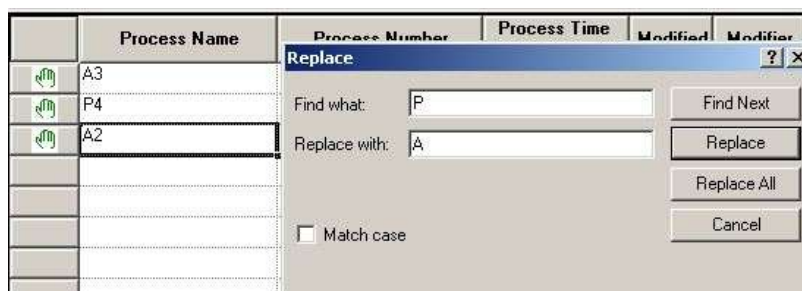 Process Name
Process Number
Process Time
Modified
Modifier
A3
P4
A2
Replace
Find what:
P
Find Next
Replace with:
A
Replace
Replace All
Match case
Cancel